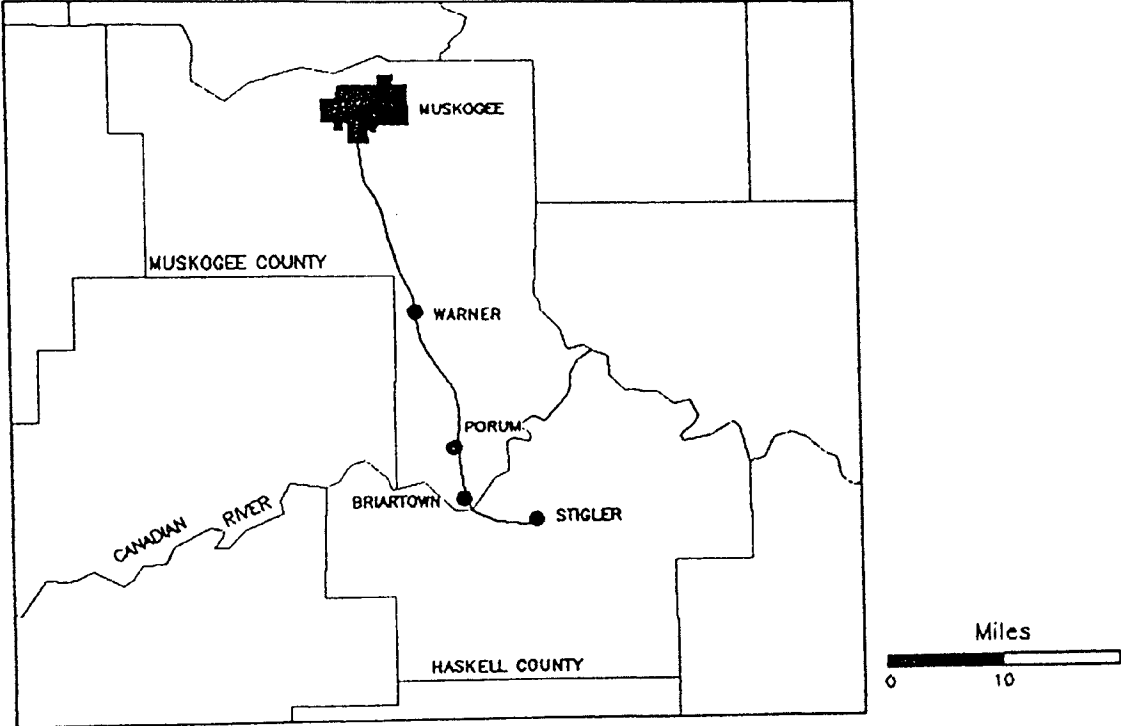 MUSKOGEE
MUSKOGEE COUNTY
WARNER
PORUM
BRIARTOWN
STIGLER
CANADIAN RIVER
HASKELL COUNTY
Miles
0 10